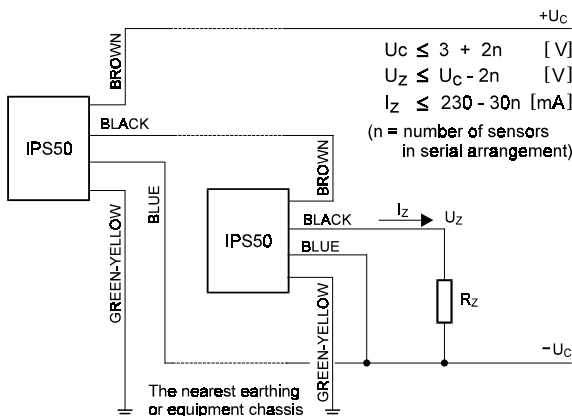 +UC
BROWN
UC ≤ 3 + 2n [V]
UZ ≤ UC - 2n [V]
IZ ≤ 230 - 30n [mA]
(n = number of sensors
in serial arrangement)
IPS50
BLACK
BROWN
BLUE
GREEN-YELLOW
IPS50
BLACK
IZ
UZ
BLUE
RZ
GREEN-YELLOW
−UC
The nearest earthing
or equipment chassis